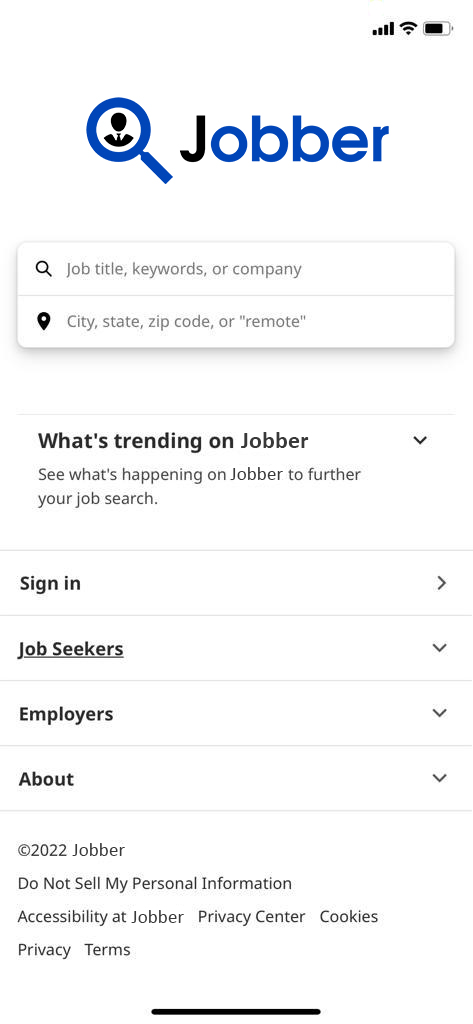 Jobber
Job title, keywords, or company
City, state, zip code, or "remote"
What's trending on Jobber
See what's happening on Jobber to further
your job search.
Sign in
Job Seekers
Employers
About
©2022 Jobber
Do Not Sell My Personal Information
Accessibility at Jobber Privacy Center Cookies
Privacy Terms